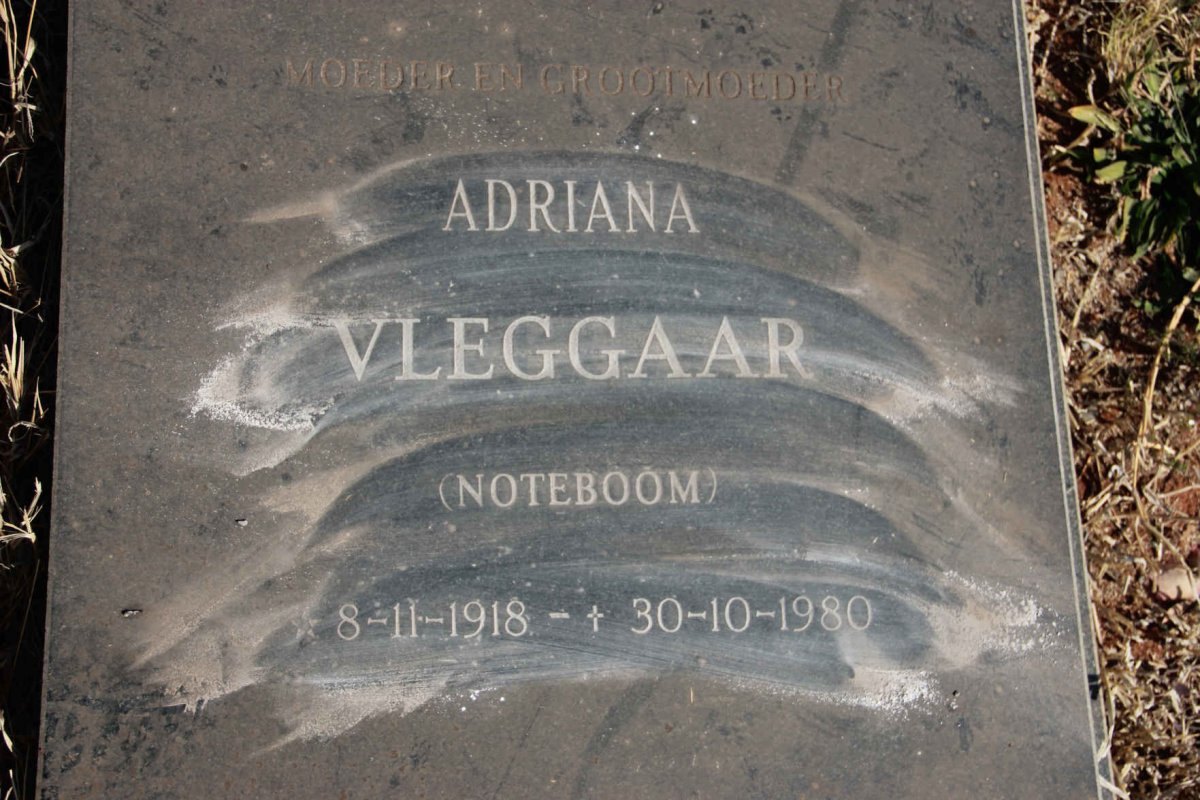 MOEDER EN GROOTMOEDER
ADRIANA
VLEGGAAR
(NOTEBOOM)
8-11-1918 - † 30-10-1980